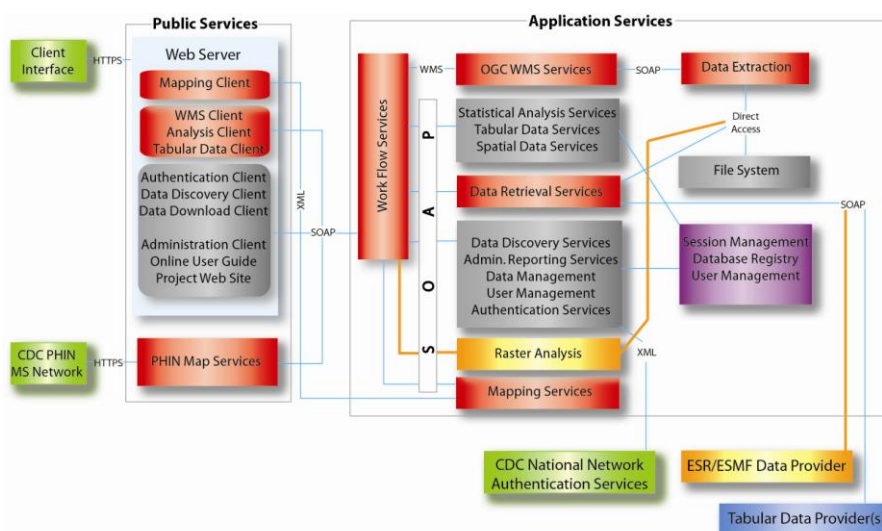 Public Services
Application Services
Client
Interface
HTTPS
Web Server
Mapping Client
WMS Client
Analysis Client
Tabular Data Client
Authentication Client
Data Discovery Client
Data Download Client
Administration Client
Online User Guide
Project Web Site
XML
SOAP
CDC PHIN
MS Network
HTTPS
PHIN Map Services
Work Flow Services
WMS
SOAP
OGC WMS Services
SOAP
Data Extraction
Statistical Analysis Services
Tabular Data Services
Spatial Data Services
Direct
Access
File System
Data Retrieval Services
SOAP
Data Discovery Services
Admin. Reporting Services
Data Management
User Management
Authentication Services
Session Management
Database Registry
User Management
Raster Analysis
XML
Mapping Services
CDC National Network
Authentication Services
ESR/ESMF Data Provider
Tabular Data Provider(s)